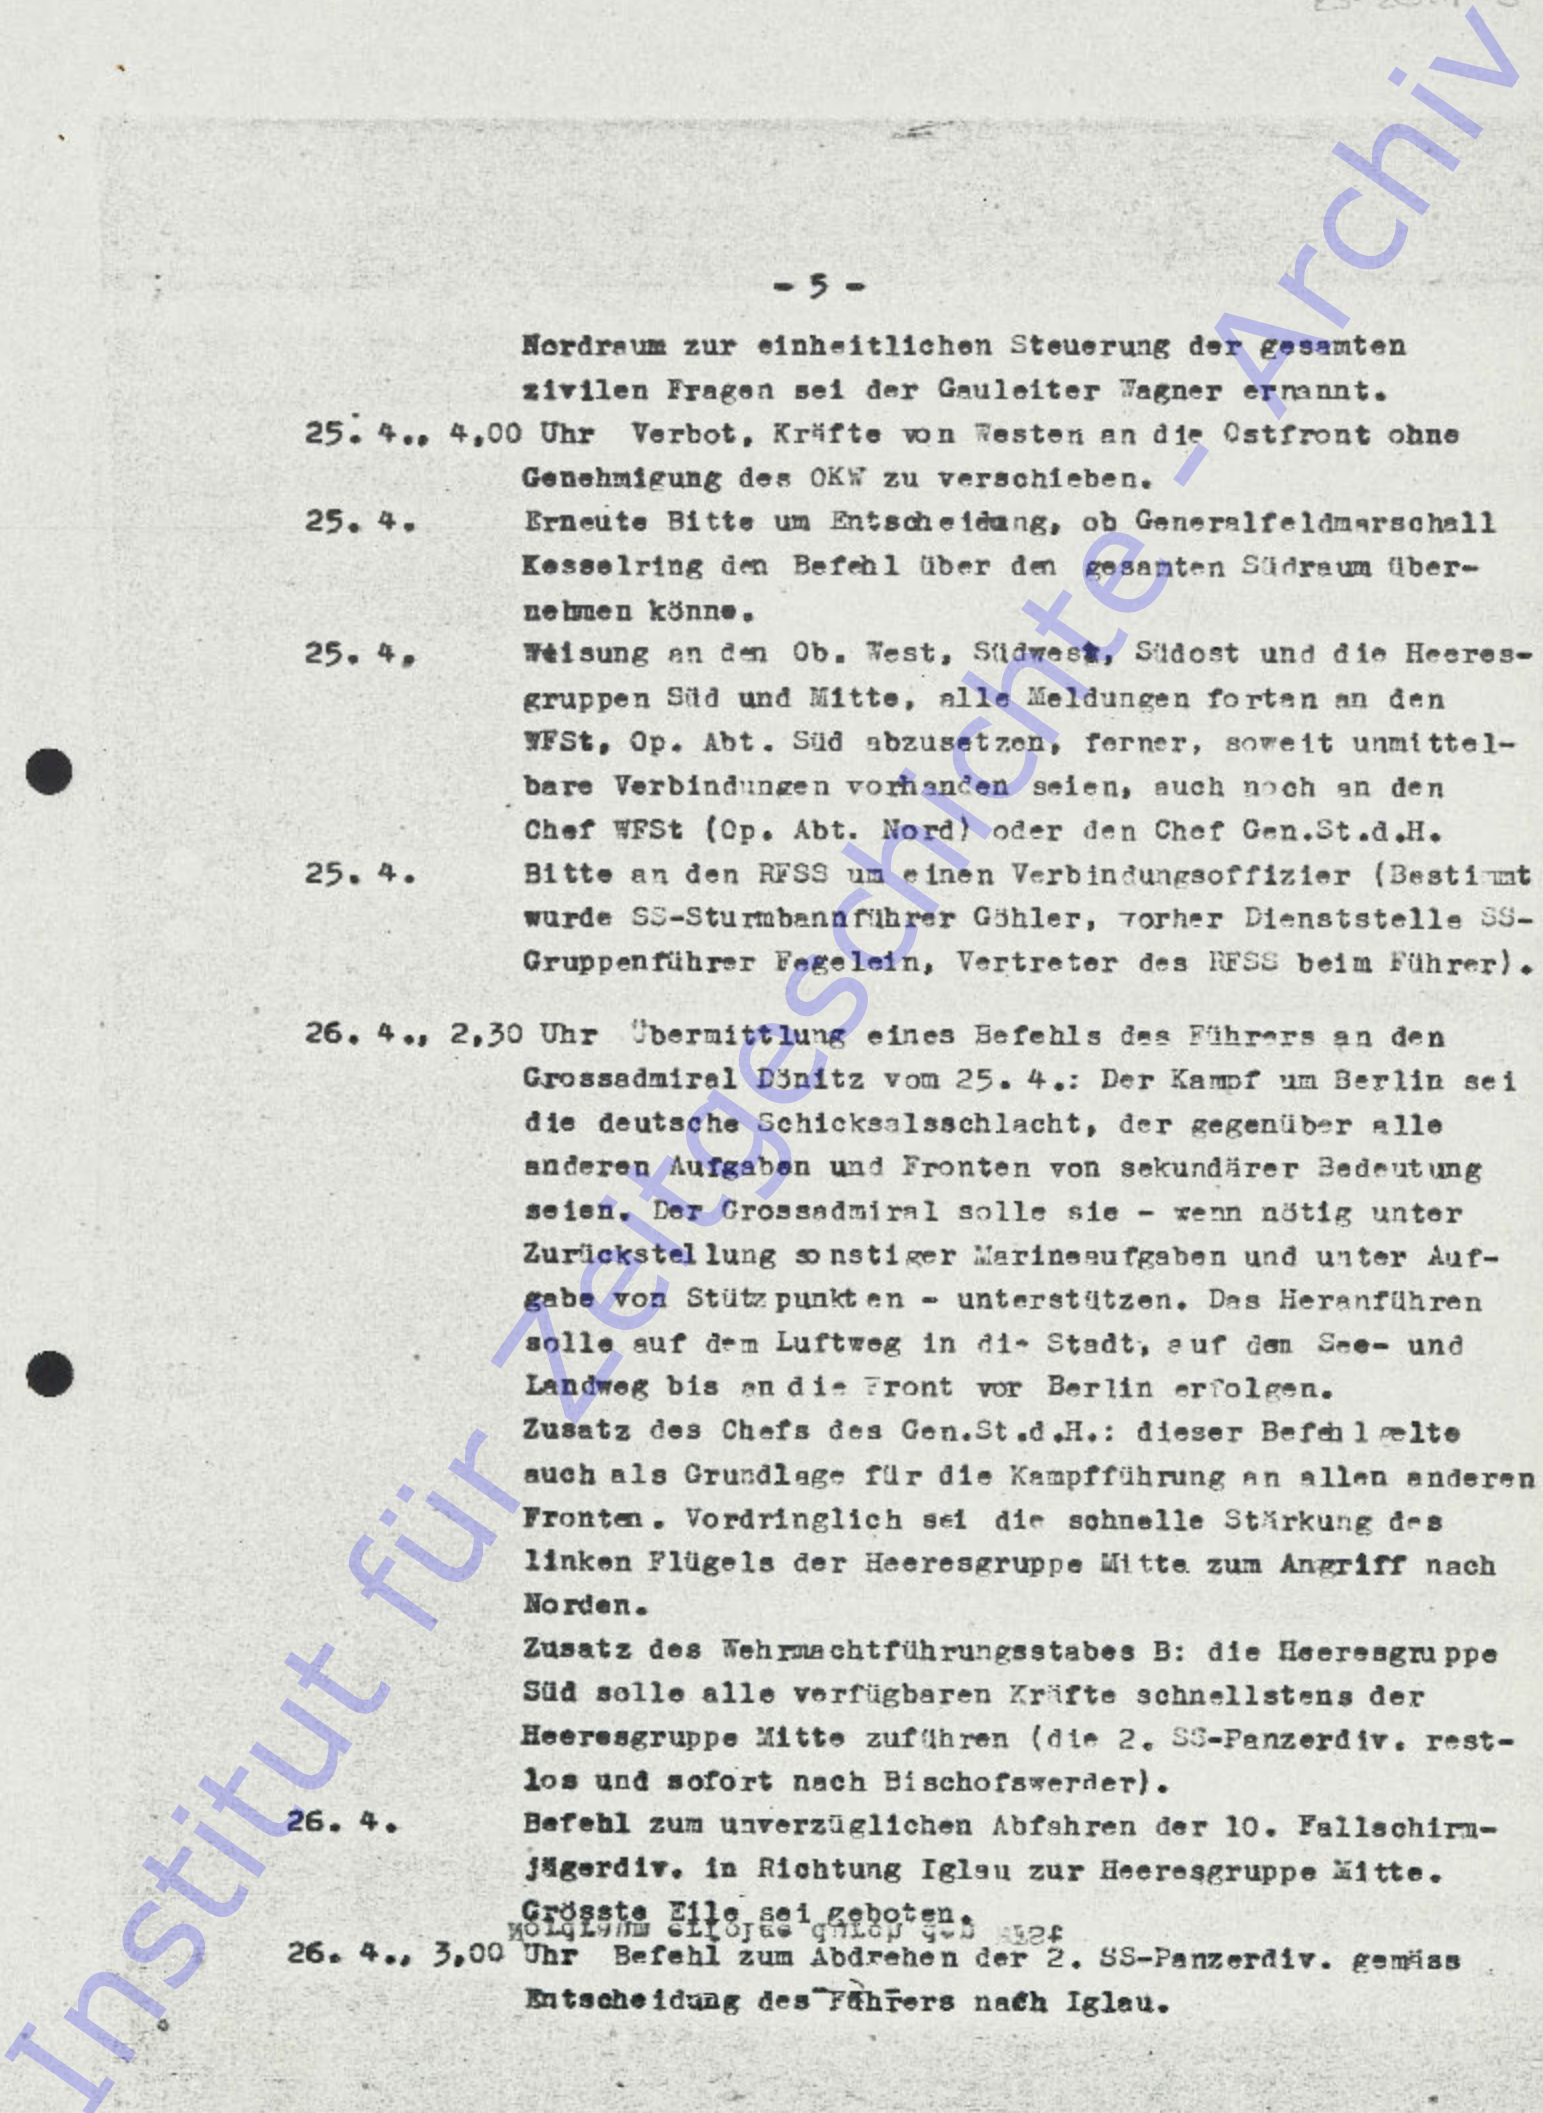 - 5 -
Nordraum zur einheitlichen Steuerung der gesamten
zivilen Fragen sei der Gauleiter Wagner ernannt.
25. 4., 4,00 Uhr Verbot, Kräfte von Westen an die Ostfront ohne
Genehmigung des OKW zu verschieben.
25. 4. Erneute Bitte um Entscheidung, ob Generalfeldmarschall
Kesselring den Befehl über den gesamten Südraum über-
nehmen könne.
25. 4. Weisung an den Ob. West, Südwest, Südost und die Heeres-
gruppen Süd und Mitte, alle Meldungen fortan an den
WFSt, Op. Abt. Süd abzusetzen, ferner, soweit unmittel-
bare Verbindungen vorhanden seien, auch noch an den
Chef WFSt (Op. Abt. Nord) oder den Chef Gen.St.d.H.
25. 4. Bitte an den RFSS um einen Verbindungsoffizier (Bestimmt
wurde SS-Sturmbannführer Göhler, vorher Dienststelle SS-
Gruppenführer Fegelein, Vertreter des RFSS beim Führer).
26. 4., 2,30 Uhr Übermittlung eines Befehls des Führers an den
Grossadmiral Dönitz vom 25. 4.: Der Kampf um Berlin sei
die deutsche Schicksalsschlacht, der gegenüber alle
anderen Aufgaben und Fronten von sekundärer Bedeutung
seien. Der Grossadmiral solle sie - wenn nötig unter
Zurückstellung sonstiger Marineaufgaben und unter Auf-
gabe von Stützpunkten - unterstützen. Das Heranführen
solle auf dem Luftweg in die Stadt, auf den See- und
Landweg bis an die Front vor Berlin erfolgen.
Zusatz des Chefs des Gen.St.d.H.: dieser Befehl gelte
auch als Grundlage für die Kampfführung an allen anderen
Fronten. Vordringlich sei die schnelle Stärkung des
linken Flügels der Heeresgruppe Mitte zum Angriff nach
Norden.
Zusatz des Wehrmachtführungsstabes B: die Heeresgruppe
Süd solle alle verfügbaren Kräfte schnellstens der
Heeresgruppe Mitte zuführen (die 2. SS-Panzerdiv. rest-
los und sofort nach Bischofswerder).
26. 4. Befehl zum unverzüglichen Abfahren der 10. Fallschirm-
jägerdiv. in Richtung Iglau zur Heeresgruppe Mitte.
Grösste Eile sei geboten.
26. 4., 3,00 Uhr Befehl zum Abdrehen der 2. SS-Panzerdiv. gemäss
Entscheidung des Führers nach Iglau.
Institut für Zeitgeschichte - Archiv